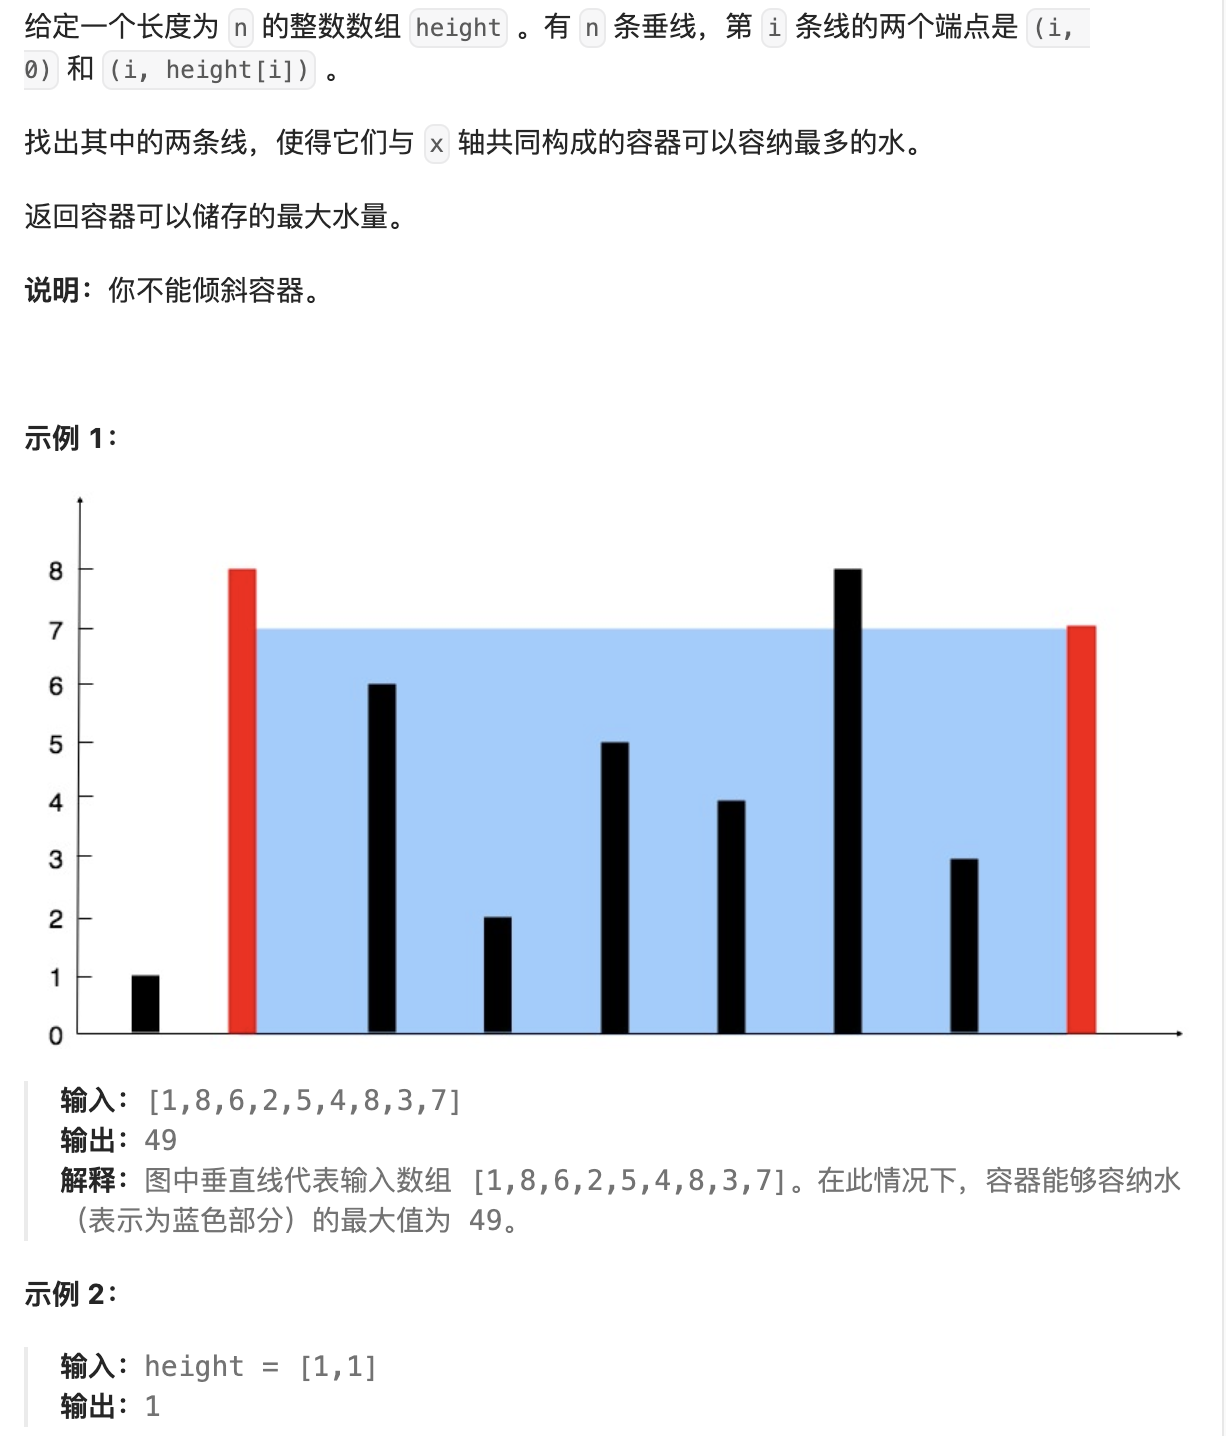 给定一个长度为 n 的整数数组 height 。有 n 条垂线，第 i 条线的两个端点是 (i,
0) 和 (i, height[i]) 。
找出其中的两条线，使得它们与 x 轴共同构成的容器可以容纳最多的水。
返回容器可以储存的最大水量。
说明：你不能倾斜容器。
示例 1：
8
7
6
5
4
3
2
1
0
输入：[1,8,6,2,5,4,8,3,7]
输出：49
解释：图中垂直线代表输入数组 [1,8,6,2,5,4,8,3,7]。在此情况下，容器能够容纳水
（表示为蓝色部分）的最大值为 49。
示例 2：
输入：height = [1,1]
输出：1